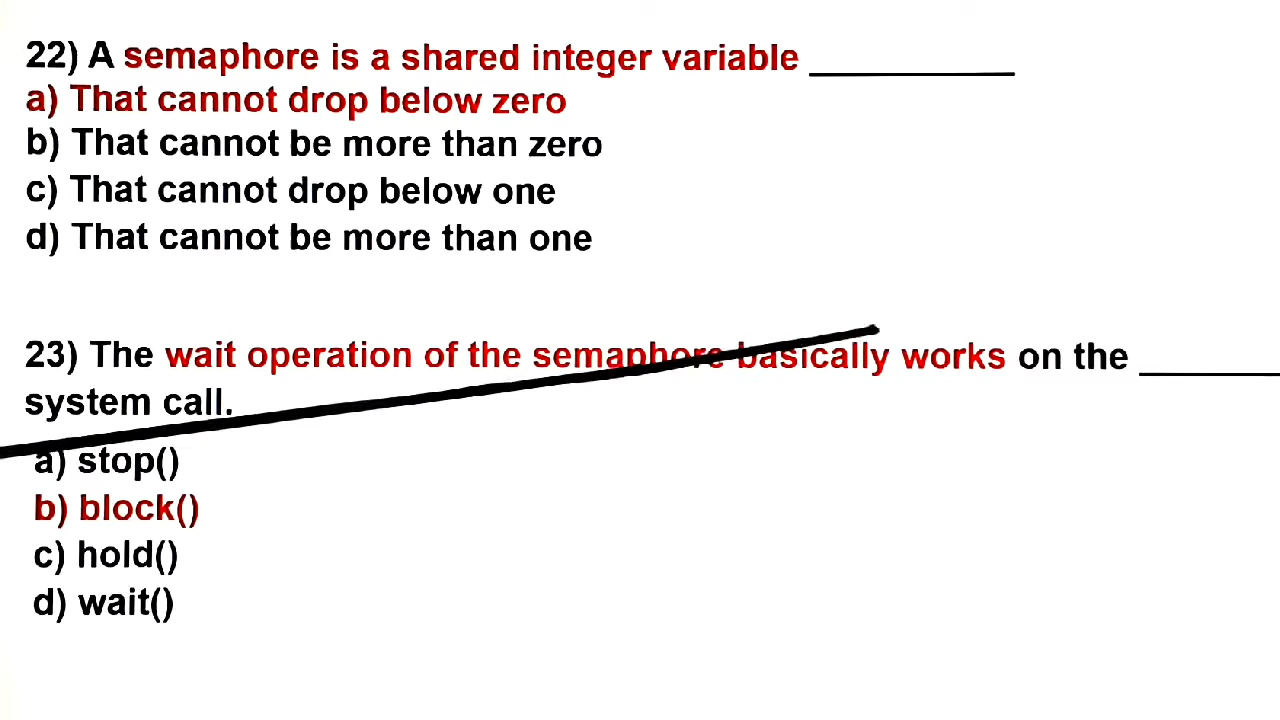 22) A semaphore is a shared integer variable __________
a) That cannot drop below zero
b) That cannot be more than zero
c) That cannot drop below one
d) That cannot be more than one
23) The wait operation of the semaphore basically works on the _______
system call.
a) stop()
b) block()
c) hold()
d) wait()